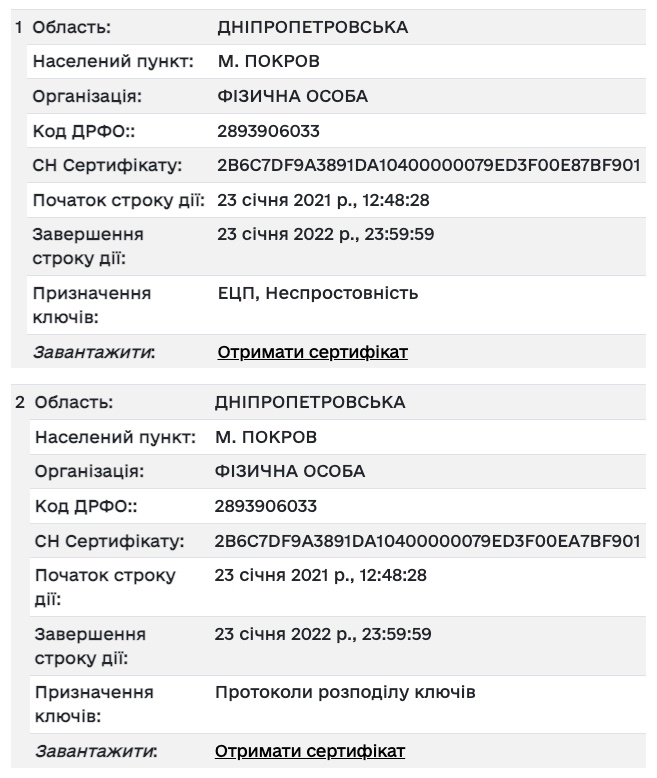 1 Область: ДНІПРОПЕТРОВСЬКА
Населений пункт: М. ПОКРОВ
Організація: ФІЗИЧНА ОСОБА
Код ДРФО:: 2893906033
СН Сертифікату: 2B6C7DF9A3891DA10400000079ED3F00E87BF901
Початок строку дії: 23 січня 2021 р., 12:48:28
Завершення 23 січня 2022 р., 23:59:59
строку дії:
Призначення ЕЦП, Неспростовність
ключів:
Завантажити: Отримати сертифікат
2 Область: ДНІПРОПЕТРОВСЬКА
Населений пункт: М. ПОКРОВ
Організація: ФІЗИЧНА ОСОБА
Код ДРФО:: 2893906033
СН Сертифікату: 2B6C7DF9A3891DA10400000079ED3F00EA7BF901
Початок строку 23 січня 2021 р., 12:48:28
дії:
Завершення 23 січня 2022 р., 23:59:59
строку дії:
Призначення Протоколи розподілу ключів
ключів:
Завантажити: Отримати сертифікат